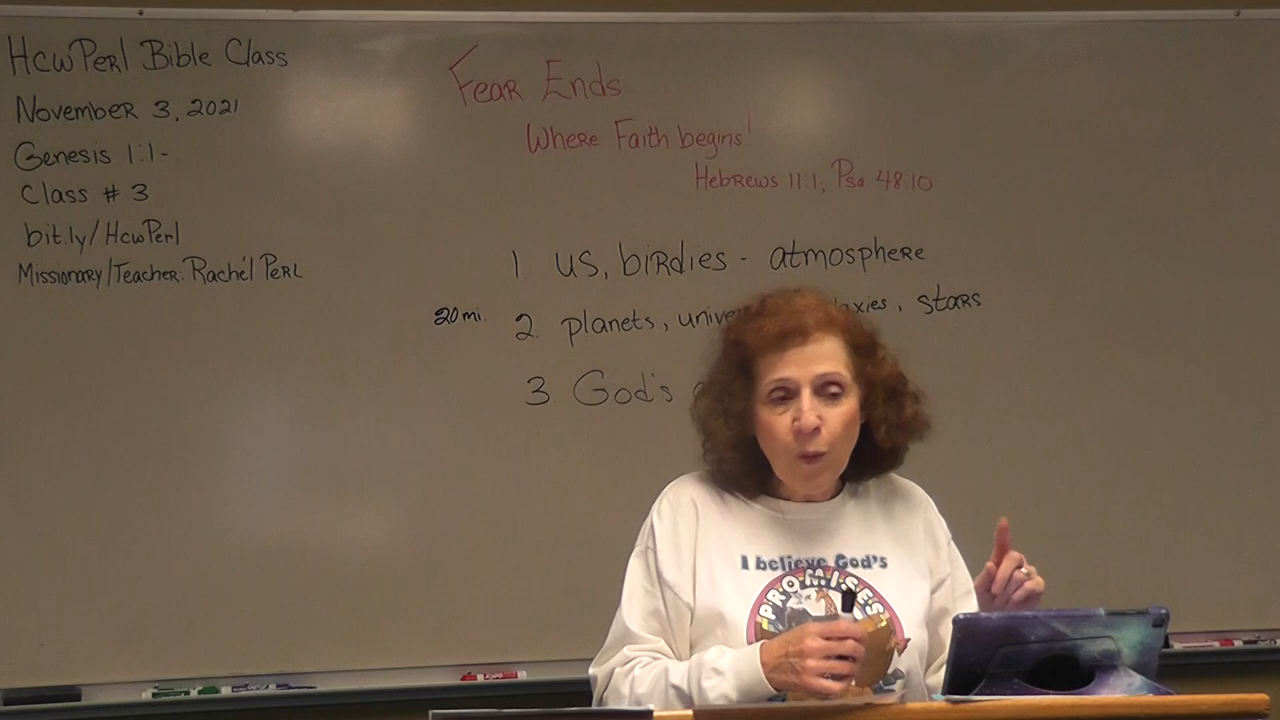 HcwPerl Bible Class
November 3, 2021
Genesis 1:1-
Class # 3
bit.ly/HcwPerl
Missionary/Teacher: Rachél Perl
Fear Ends
Where Faith begins!
Hebrews 11:1, Psa 48:10
1. us, birdies - atmosphere
20 mi. 2. planets, unive , stars
3. God's
I believe God's
PROMISES